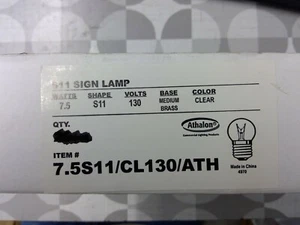 S11 SIGN LAMP
WATTS SHAPE VOLTS BASE COLOR
7.5 S11 130 MEDIUM BRASS CLEAR
QTY.
Athalon
ITEM #
Made in China
7.5S11/CL130/ATH